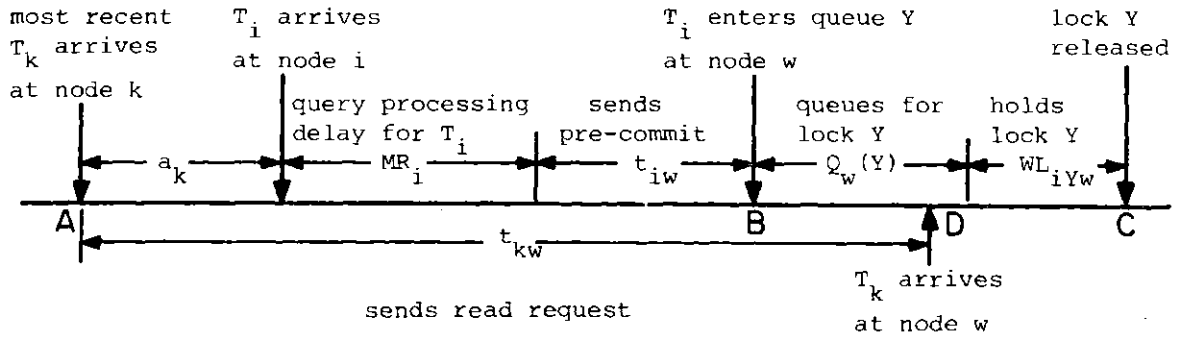 most recent
T_k arrives
at node k
T_i arrives
at node i
T_i enters queue Y
at node w
lock Y
released
query processing
delay for T_i
sends
pre-commit
queues for
lock Y
holds
lock Y
a_k
MR_i
t_iw
Q_w(Y)
WL_iYw
A
B
D
C
t_kw
T_k arrives
at node w
sends read request